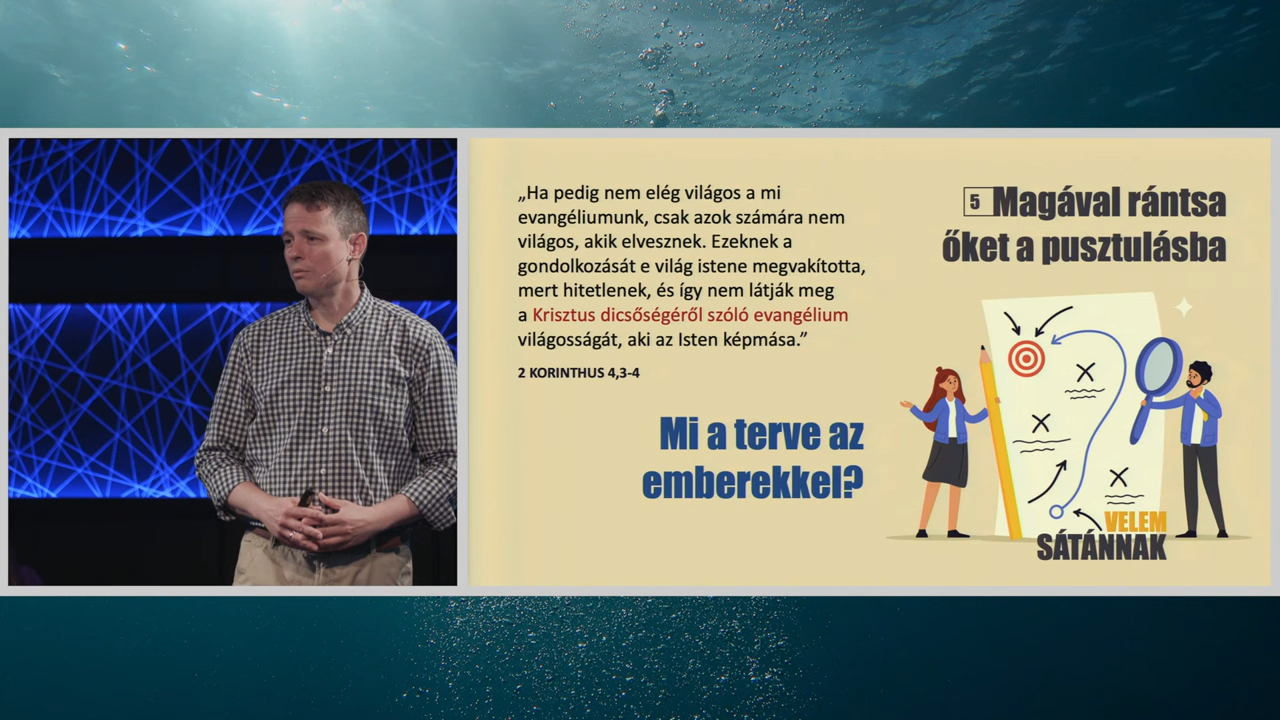 „Ha pedig nem elég világos a mi
evangéliumunk, csak azok számára nem
világos, akik elvesznek. Ezeknek a
gondolkozását e világ istene megvakította,
mert hitetlenek, és így nem látják meg
a Krisztus dicsőségéről szóló evangélium
világosságát, aki az Isten képmása.”
2 KORINTHUS 4,3-4
Mi a terve az
emberekkel?
5 Magával rántsa
őket a pusztulásba
VELEM
SÁTÁNNAK